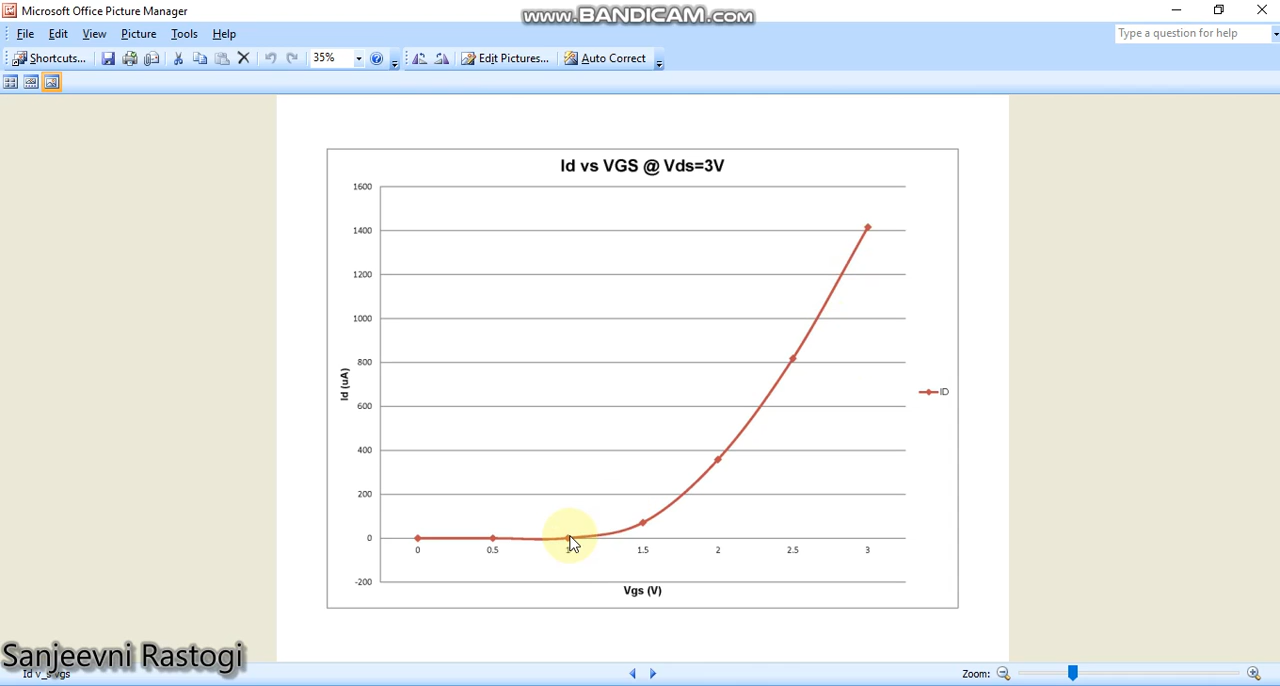 Microsoft Office Picture Manager
www.BANDICAM.com
File Edit View Picture Tools Help
Type a question for help
Shortcuts... 35% Edit Pictures... Auto Correct
Id vs VGS @ Vds=3V
1600
1400
1200
1000
800
600
400
200
0
-200
Id (uA)
ID
0 0.5 1 1.5 2 2.5 3
Vgs (V)
Sanjeevni Rastogi
Zoom: